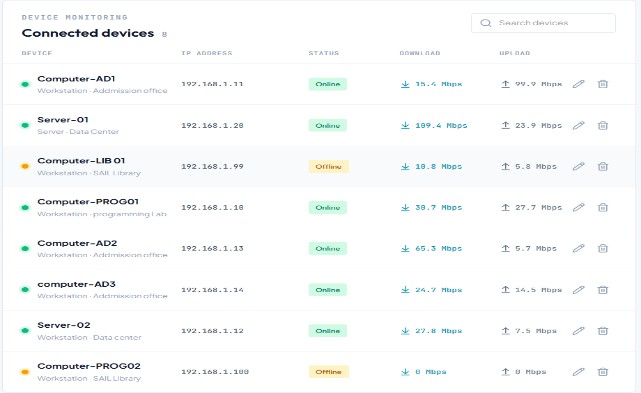 DEVICE MONITORING
Connected devices 8
Search devices
DEVICE IP ADDRESS STATUS DOWNLOAD UPLOAD
Computer-AD1 192.168.1.11 Online 15.4 Mbps 99.9 Mbps
Workstation · Addmission office
Server-01 192.168.1.20 Online 109.4 Mbps 23.9 Mbps
Server · Data Center
Computer-LIB 01 192.168.1.99 Offline 10.8 Mbps 5.8 Mbps
Workstation · SAIL Library
Computer-PROG01 192.168.1.10 Online 30.7 Mbps 27.7 Mbps
Workstation · programming Lab
Computer-AD2 192.168.1.13 Online 65.3 Mbps 5.7 Mbps
Workstation · Addmission office
computer-AD3 192.168.1.14 Online 24.7 Mbps 14.5 Mbps
Workstation · Addmission office
Server-02 192.168.1.12 Online 27.8 Mbps 7.5 Mbps
Workstation · Data center
Computer-PROG02 192.168.1.100 Offline 0 Mbps 0 Mbps
Workstation · SAIL Library